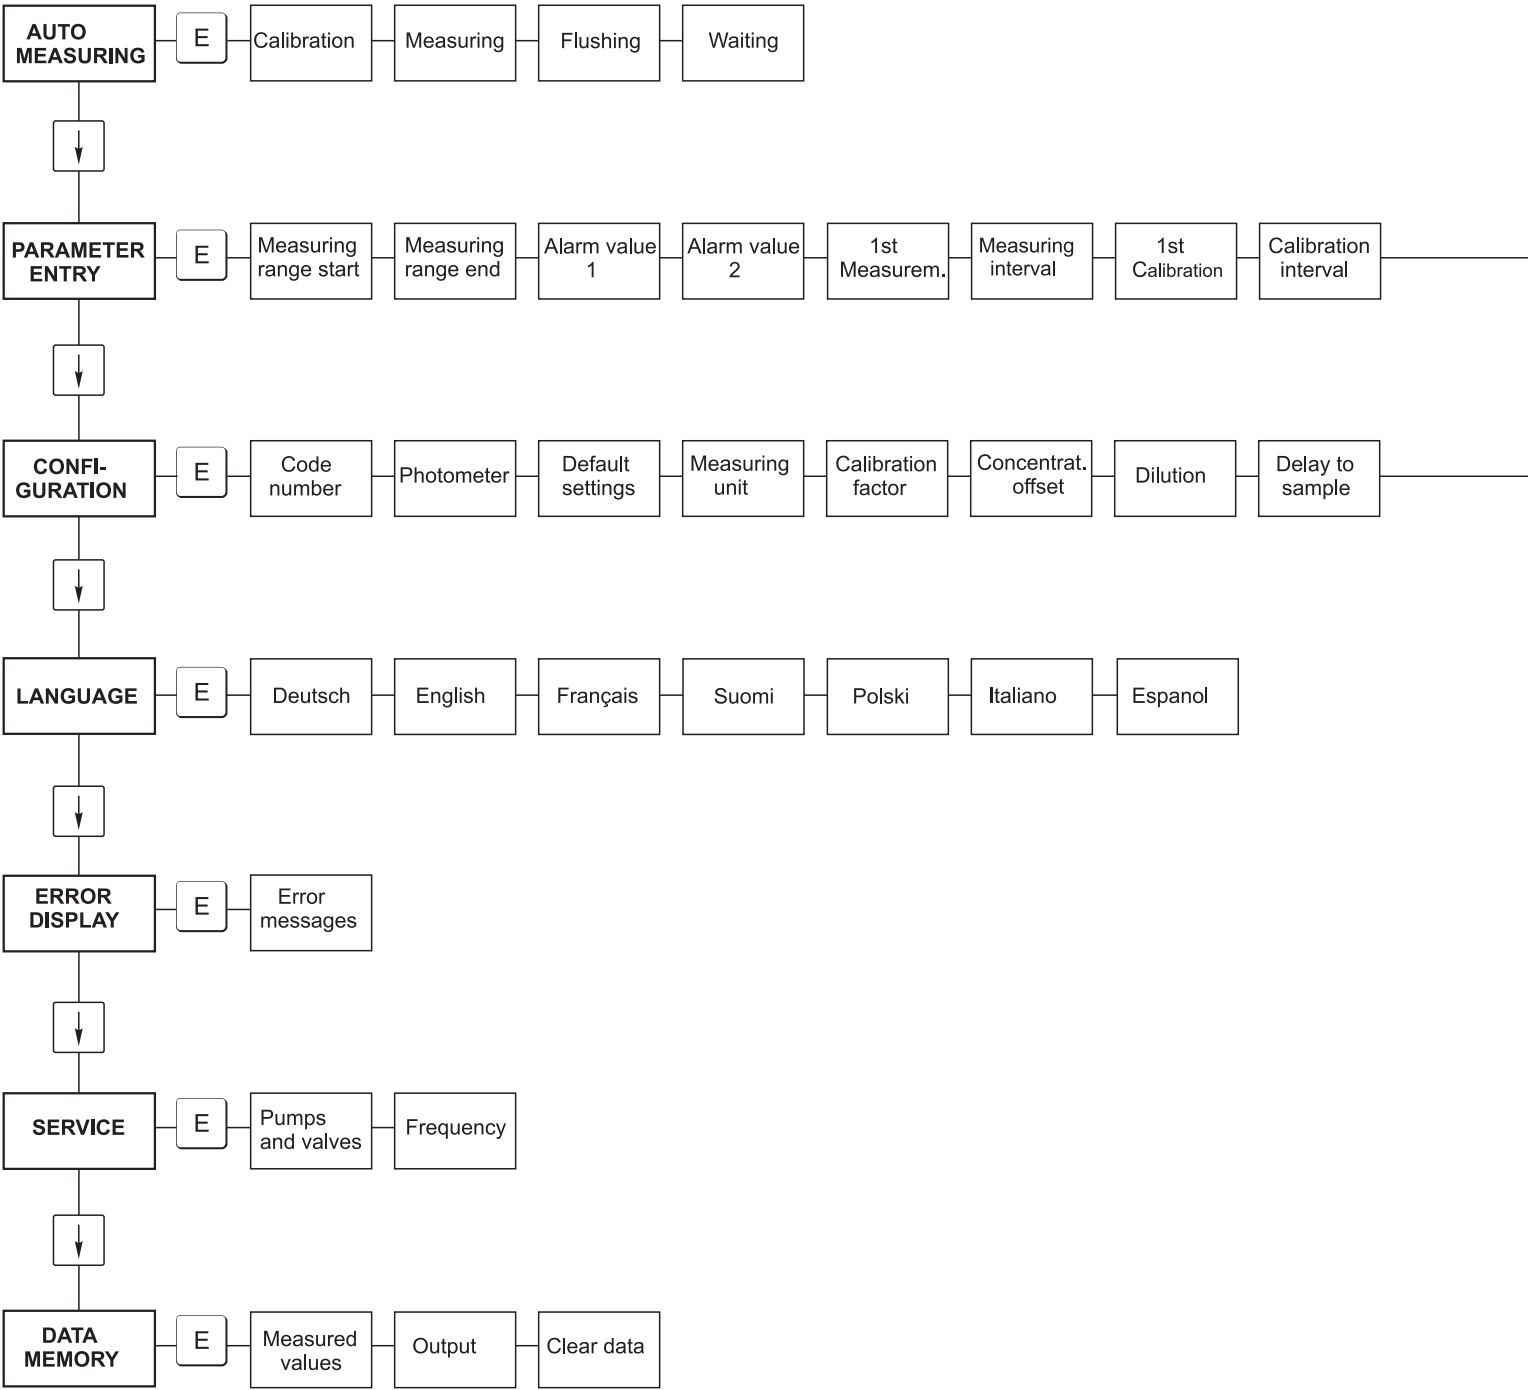 AUTO
MEASURING
E
Calibration
Measuring
Flushing
Waiting
PARAMETER
ENTRY
E
Measuring
range start
Measuring
range end
Alarm value
1
Alarm value
2
1st
Measurem.
Measuring
interval
1st
Calibration
Calibration
interval
CONFI-
GURATION
E
Code
number
Photometer
Default
settings
Measuring
unit
Calibration
factor
Concentrat.
offset
Dilution
Delay to
sample
LANGUAGE
E
Deutsch
English
Français
Suomi
Polski
Italiano
Espanol
ERROR
DISPLAY
E
Error
messages
SERVICE
E
Pumps
and valves
Frequency
DATA
MEMORY
E
Measured
values
Output
Clear data